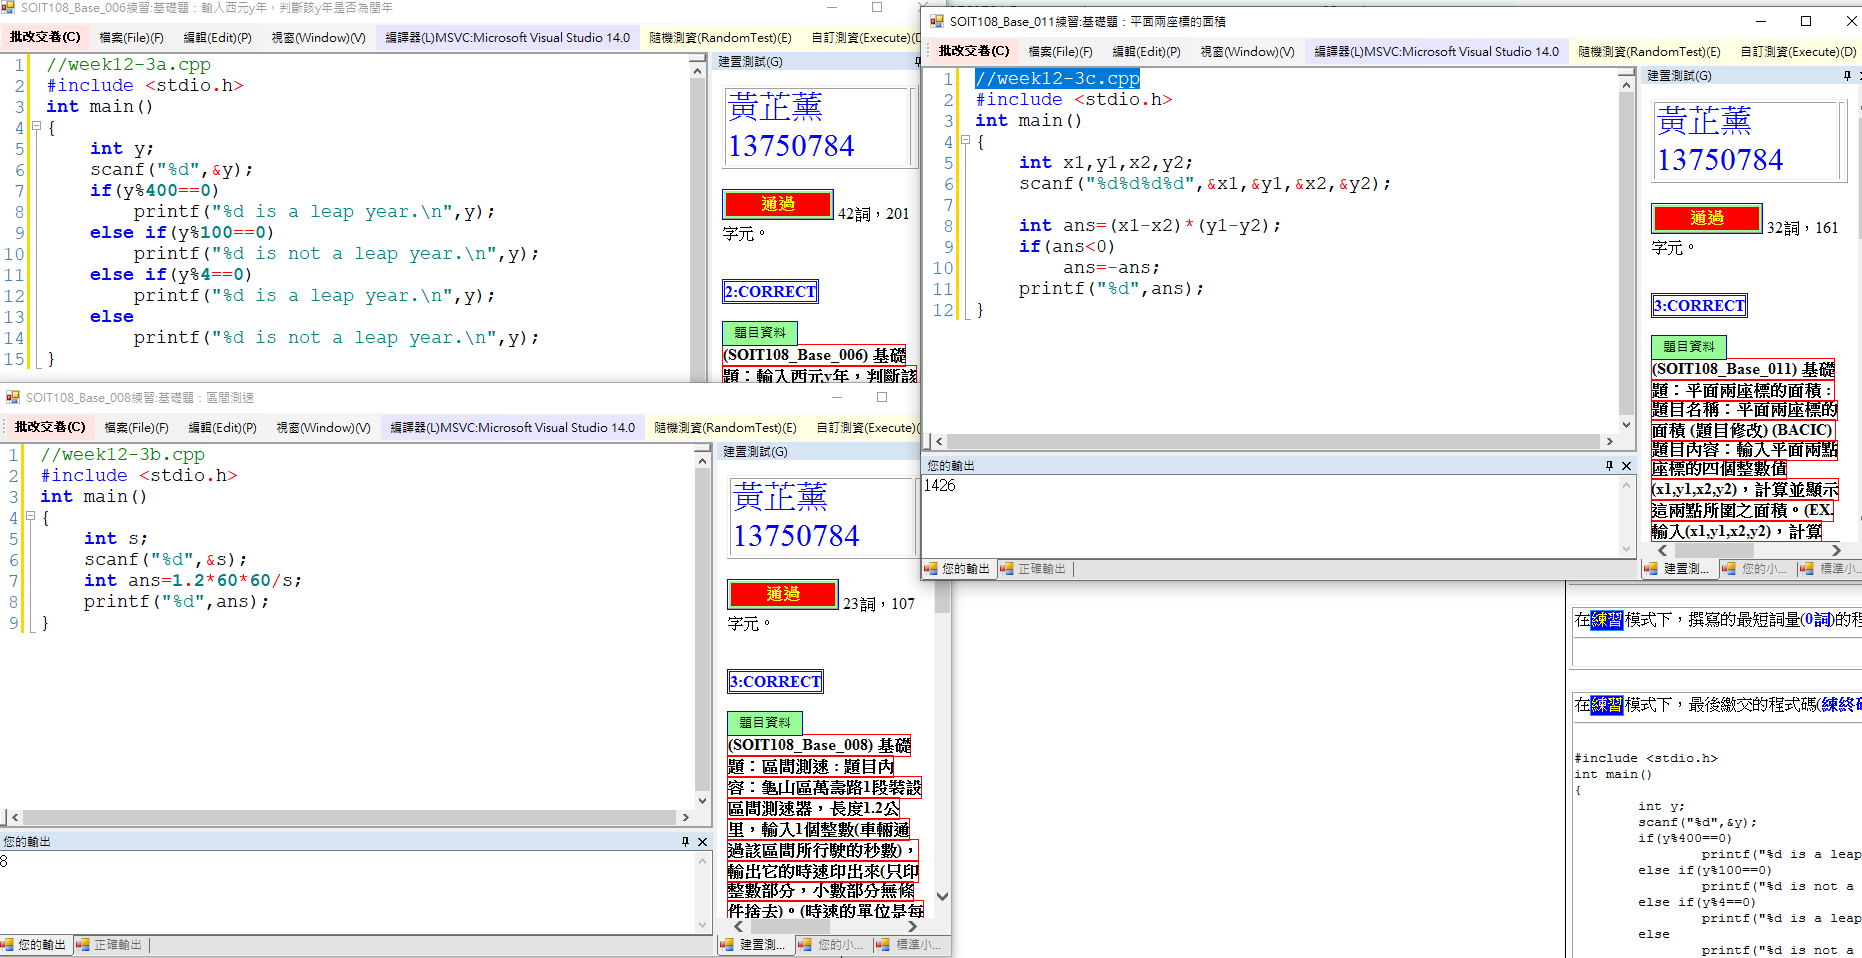 SOIT108_Base_006練習:基礎題：輸入西元y年，判斷該y年是否為閏年
批改交卷(C) 檔案(File)(F) 編輯(Edit)(P) 視窗(Window)(V) 編譯器(L)MSVC:Microsoft Visual Studio 14.0 隨機測資(RandomTest)(E) 自訂測資(Execute)(D
1 //week12-3a.cpp
2 #include <stdio.h>
3 int main()
4 {
5 int y;
6 scanf("%d",&y);
7 if(y%400==0)
8 printf("%d is a leap year.\n",y);
9 else if(y%100==0)
10 printf("%d is not a leap year.\n",y);
11 else if(y%4==0)
12 printf("%d is a leap year.\n",y);
13 else
14 printf("%d is not a leap year.\n",y);
15 }
建置測試(G)
黃芷薰
13750784
通過 42詞，201
字元。
2:CORRECT
題目資料
(SOIT108_Base_006) 基礎
題：輸入西元y年，判斷該
SOIT108_Base_008練習:基礎題：區間測速
批改交卷(C) 檔案(File)(F) 編輯(Edit)(P) 視窗(Window)(V) 編譯器(L)MSVC:Microsoft Visual Studio 14.0 隨機測資(RandomTest)(E) 自訂測資(Execute)(
1 //week12-3b.cpp
2 #include <stdio.h>
3 int main()
4 {
5 int s;
6 scanf("%d",&s);
7 int ans=1.2*60*60/s;
8 printf("%d",ans);
9 }
您的輸出
8
您的輸出 正確輸出
建置測試(G)
黃芷薰
13750784
通過 23詞，107
字元。
3:CORRECT
題目資料
(SOIT108_Base_008) 基礎
題：區間測速 : 題目內
容：龜山區萬壽路1段裝設
區間測速器，長度1.2公
里，輸入1個整數(車輛通
過該區間所行駛的秒數)，
輸出它的時速印出來(只印
整數部分，小數部分無條
件捨去)。(時速的單位是每
建置測... 您的小... 標準小...
SOIT108_Base_011練習:基礎題：平面兩座標的面積
批改交卷(C) 檔案(File)(F) 編輯(Edit)(P) 視窗(Window)(V) 編譯器(L)MSVC:Microsoft Visual Studio 14.0 隨機測資(RandomTest)(E) 自訂測資(Execute)(D)
1 //week12-3c.cpp
2 #include <stdio.h>
3 int main()
4 {
5 int x1,y1,x2,y2;
6 scanf("%d%d%d%d",&x1,&y1,&x2,&y2);
7
8 int ans=(x1-x2)*(y1-y2);
9 if(ans<0)
10 ans=-ans;
11 printf("%d",ans);
12 }
您的輸出
1426
您的輸出 正確輸出
建置測試(G)
黃芷薰
13750784
通過 32詞，161
字元。
3:CORRECT
題目資料
(SOIT108_Base_011) 基礎
題：平面兩座標的面積 :
題目名稱：平面兩座標的
面積 (題目修改) (BACIC)
題目內容：輸入平面兩點
座標的四個整數值
(x1,y1,x2,y2)，計算並顯示
這兩點所圍之面積。(EX.
輸入(x1,y1,x2,y2)，計算
建置測... 您的小... 標準小...
在練習模式下，撰寫的最短詞量(0詞)的程
在練習模式下，最後繳交的程式碼(練終碼
#include <stdio.h>
int main()
{
int y;
scanf("%d",&y);
if(y%400==0)
printf("%d is a leap
else if(y%100==0)
printf("%d is not a
else if(y%4==0)
printf("%d is a leap
else
printf("%d is not a